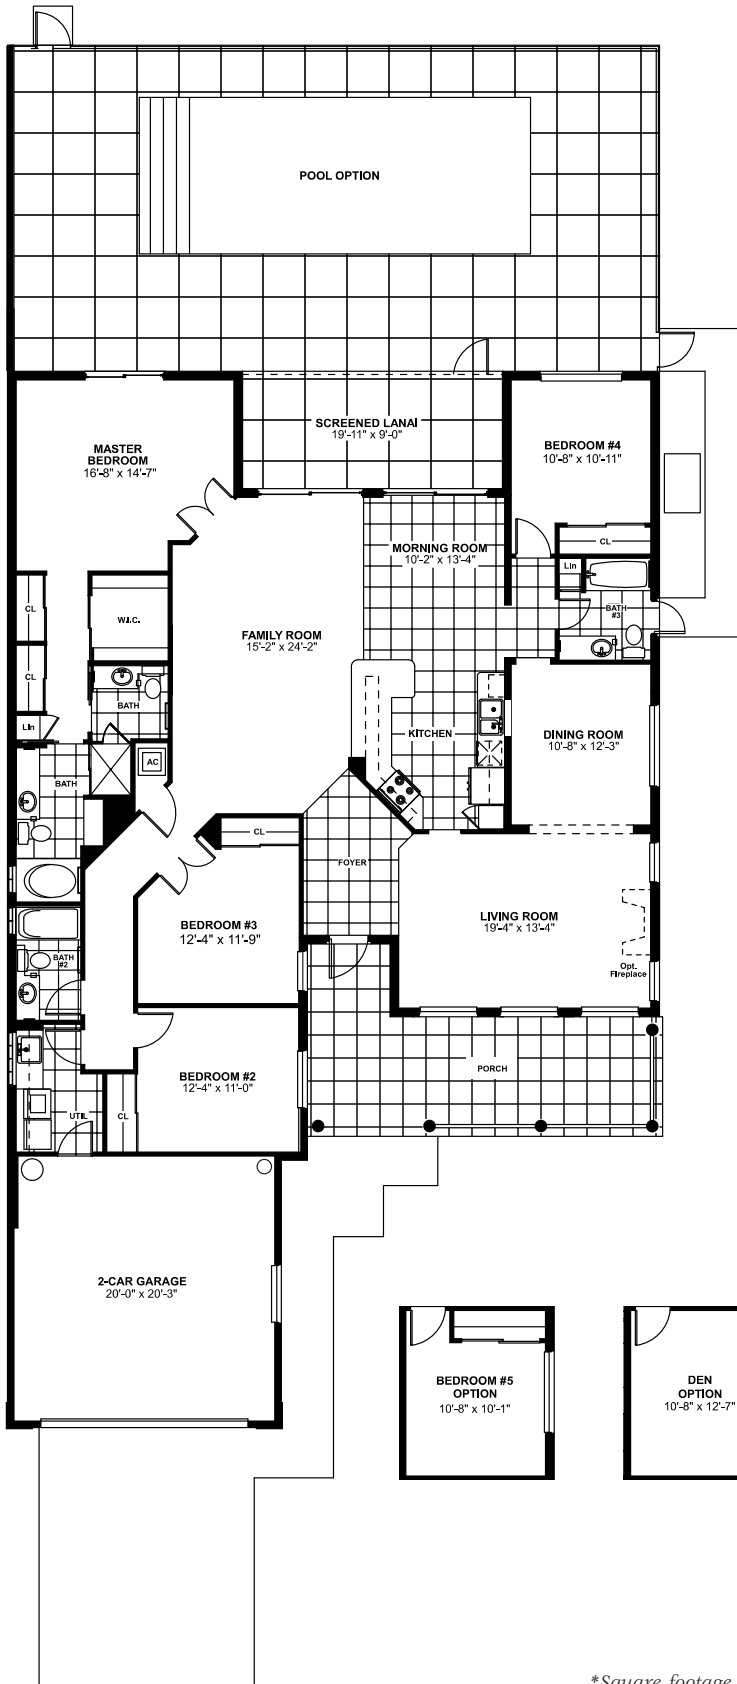 POOL OPTION
SCREENED LANAI
19'-11" x 9'-0"
MASTER
BEDROOM
16'-8" x 14'-7"
BEDROOM #4
10'-8" x 10'-11"
CL
MORNING ROOM
10'-2" x 13'-4"
Lin
BATH
#3
CL
W.I.C.
FAMILY ROOM
15'-2" x 24'-2"
CL
BATH
Lin
KITCHEN
DINING ROOM
10'-8" x 12'-3"
AC
BATH
CL
FOYER
LIVING ROOM
19'-4" x 13'-4"
BEDROOM #3
12'-4" x 11'-9"
Opt.
Fireplace
BATH
#2
BEDROOM #2
12'-4" x 11'-0"
PORCH
UTIL
CL
2-CAR GARAGE
20'-0" x 20'-3"
BEDROOM #5
OPTION
10'-8" x 10'-1"
DEN
OPTION
10'-8" x 12'-7"
*Square footage